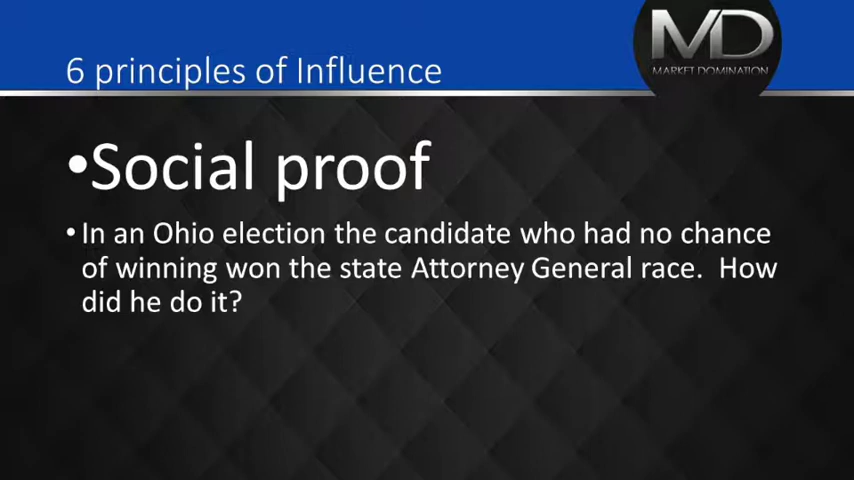 6 principles of Influence
MD
MARKET DOMINATION
•Social proof
• In an Ohio election the candidate who had no chance
of winning won the state Attorney General race.  How
did he do it?